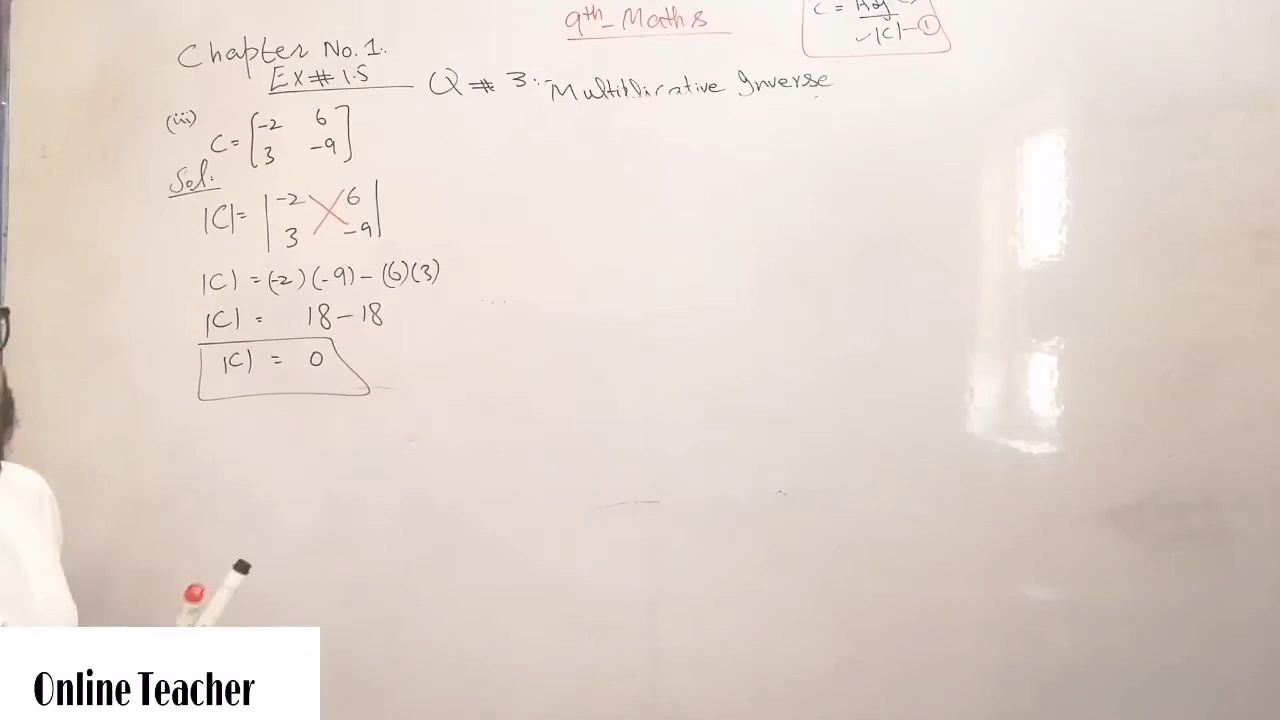 9th-Maths
C = Adj
|C| -①
Chapter No. 1.
Ex# 1.5 Q # 3: Multiplicative Inverse
(iii)
C = [-2 6
3 -9]
Sol:
|C| = |-2 6
3 -9|
|C| = (-2)(-9) - (6)(3)
|C| = 18 - 18
|C| = 0
Online Teacher